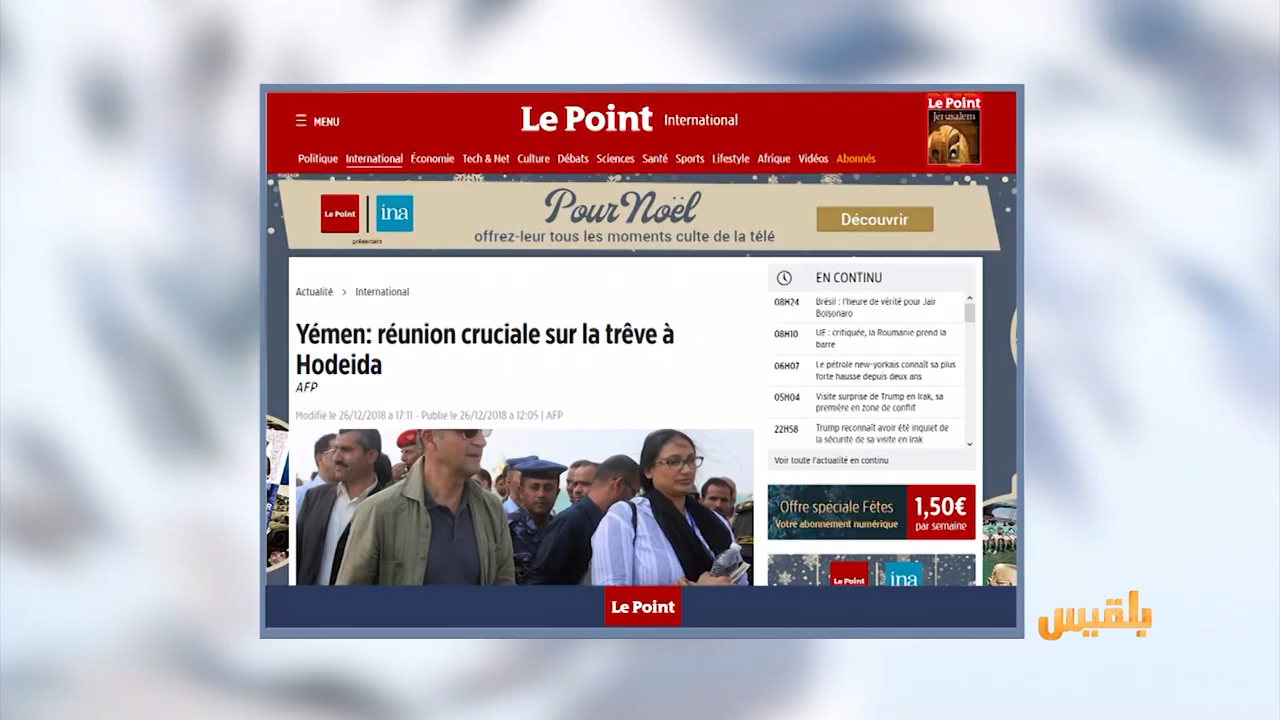 MENU
Le Point International
Le Point
Jérusalem
Politique International Économie Tech & Net Culture Débats Sciences Santé Sports Lifestyle Afrique Vidéos Abonnés
Le Point
ina
présentent
Pour Noël
offrez-leur tous les moments culte de la télé
Découvrir
Actualité > International
Yémen: réunion cruciale sur la trêve à
Hodeida
AFP
Modifié le 26/12/2018 à 17:11 - Publié le 26/12/2018 à 12:05 | AFP
EN CONTINU
08H24 Brésil : l'heure de vérité pour Jair
Bolsonaro
08H10 UE : critiquée, la Roumanie prend la
barre
06H07 Le pétrole new-yorkais connaît sa plus
forte hausse depuis deux ans
05H04 Visite surprise de Trump en Irak, sa
première en zone de conflit
22H58 Trump reconnaît avoir été inquiet de
la sécurité de sa visite en Irak
Voir toute l'actualité en continu
Offre spéciale Fêtes
Votre abonnement numérique
1,50€
par semaine
Le Point
ina
Le Point
بلقيس